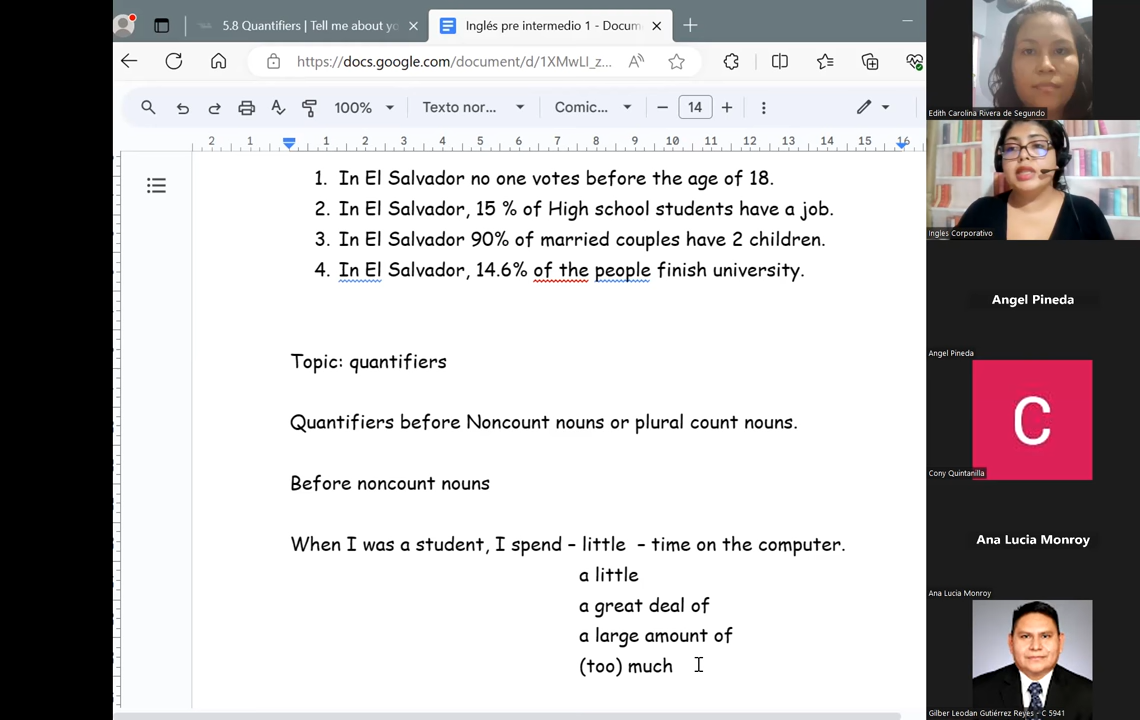 5.8 Quantifiers | Tell me about yo
Inglés pre intermedio 1 - Docum
https://docs.google.com/document/d/1XMwLI_z...
100%
Texto nor...
Comic...
14
2 1 1 2 3 4 5 6 7 8 9 10 11 12 13 14 15 16
1. In El Salvador no one votes before the age of 18.
2. In El Salvador, 15 % of High school students have a job.
3. In El Salvador 90% of married couples have 2 children.
4. In El Salvador, 14.6% of the people finish university.
Topic: quantifiers
Quantifiers before Noncount nouns or plural count nouns.
Before noncount nouns
When I was a student, I spend – little – time on the computer.
a little
a great deal of
a large amount of
(too) much
Edith Carolina Rivera de Segundo
Ingles Corporativo
Angel Pineda
Angel Pineda
C
Cony Quintanilla
Ana Lucia Monroy
Ana Lucia Monroy
Gilber Leodan Gutiérrez Reyes - C 5941